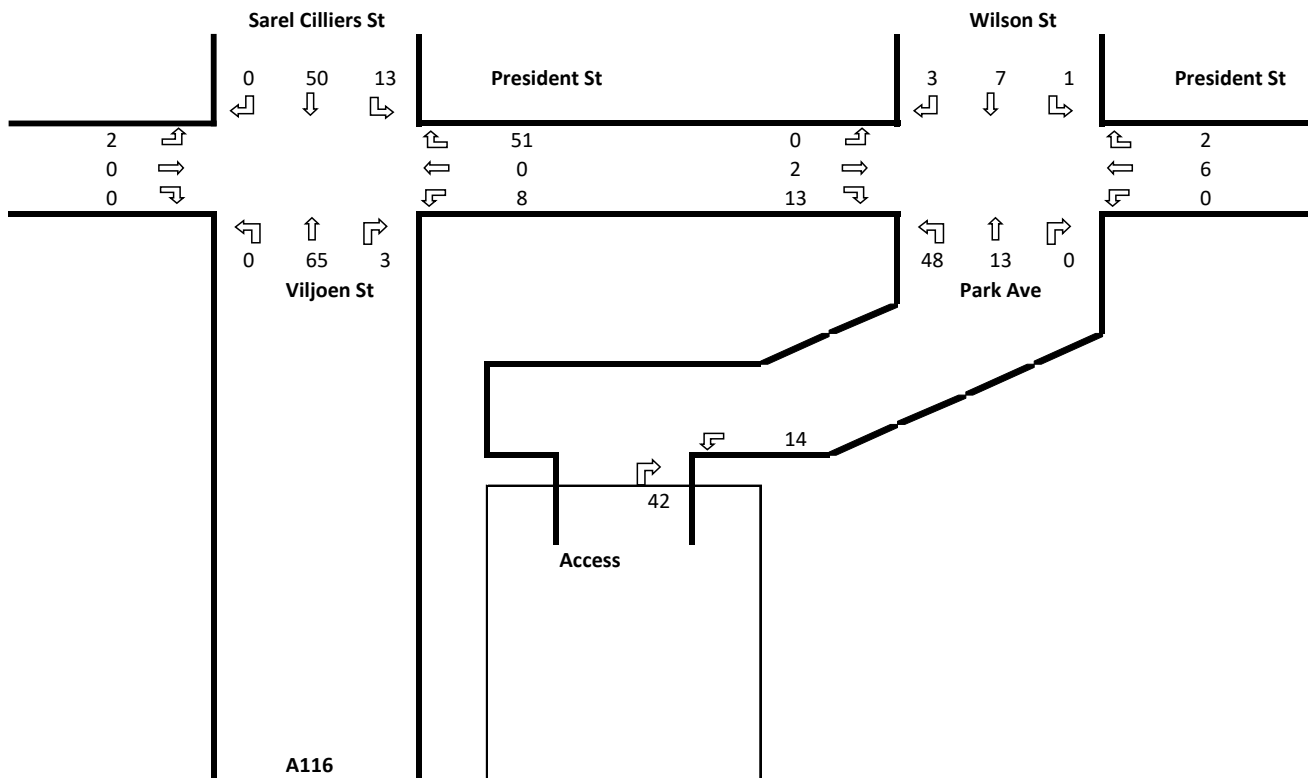 Sarel Cilliers St Wilson St
0 50 13 President St 3 7 1 President St
2 51 0 2
0 0 2 6
0 8 13 0
0 65 3 48 13 0
Viljoen St Park Ave
14
42
Access
A116